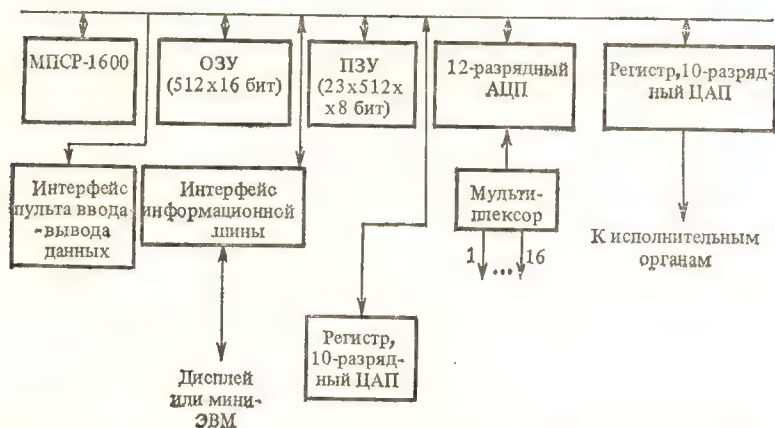 МПСР-1600
ОЗУ
(512x16 бит)
ПЗУ
(23x512x
x8 бит)
12-разрядный
АЦП
Регистр,10-разряд-
ный ЦАП
Интерфейс
пульта ввода
-вывода
данных
Интерфейс
информационной
шины
Мульти-
плексор
1 ... 16
К исполнительным
органам
Регистр,
10-разряд-
ный ЦАП
Дисплей
или мини-
ЭВМ